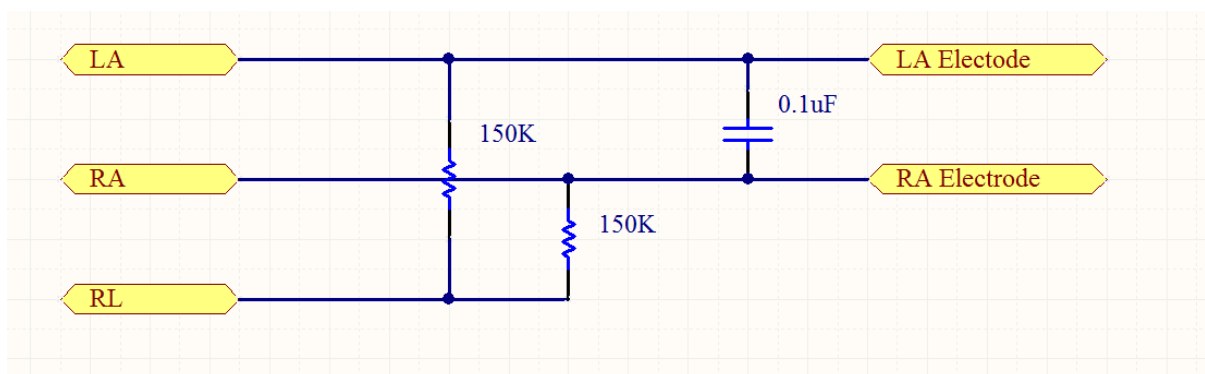 LA
LA Electode
0.1uF
150K
RA
RA Electrode
150K
RL